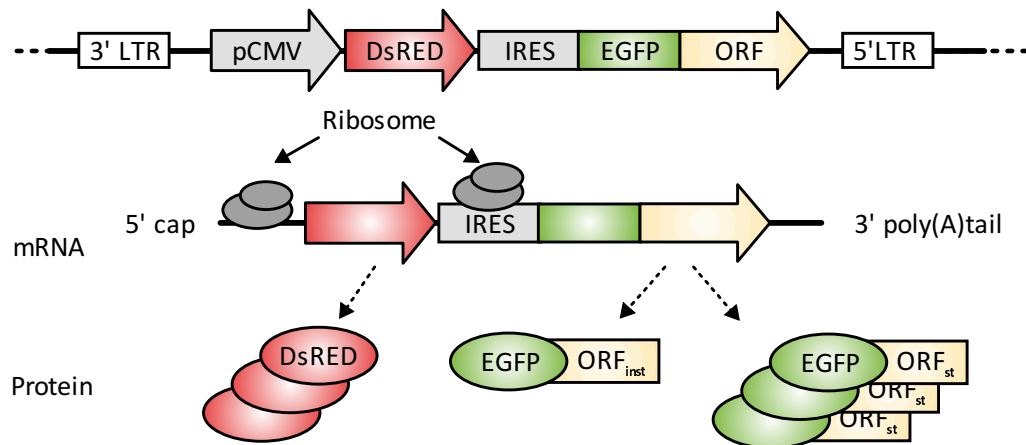 3' LTR pCMV DsRED IRES EGFP ORF 5'LTR
Ribosome
5' cap IRES 3' poly(A)tail
mRNA
DsRED EGFP ORFinst EGFP ORFst
Protein ORFst
ORFst